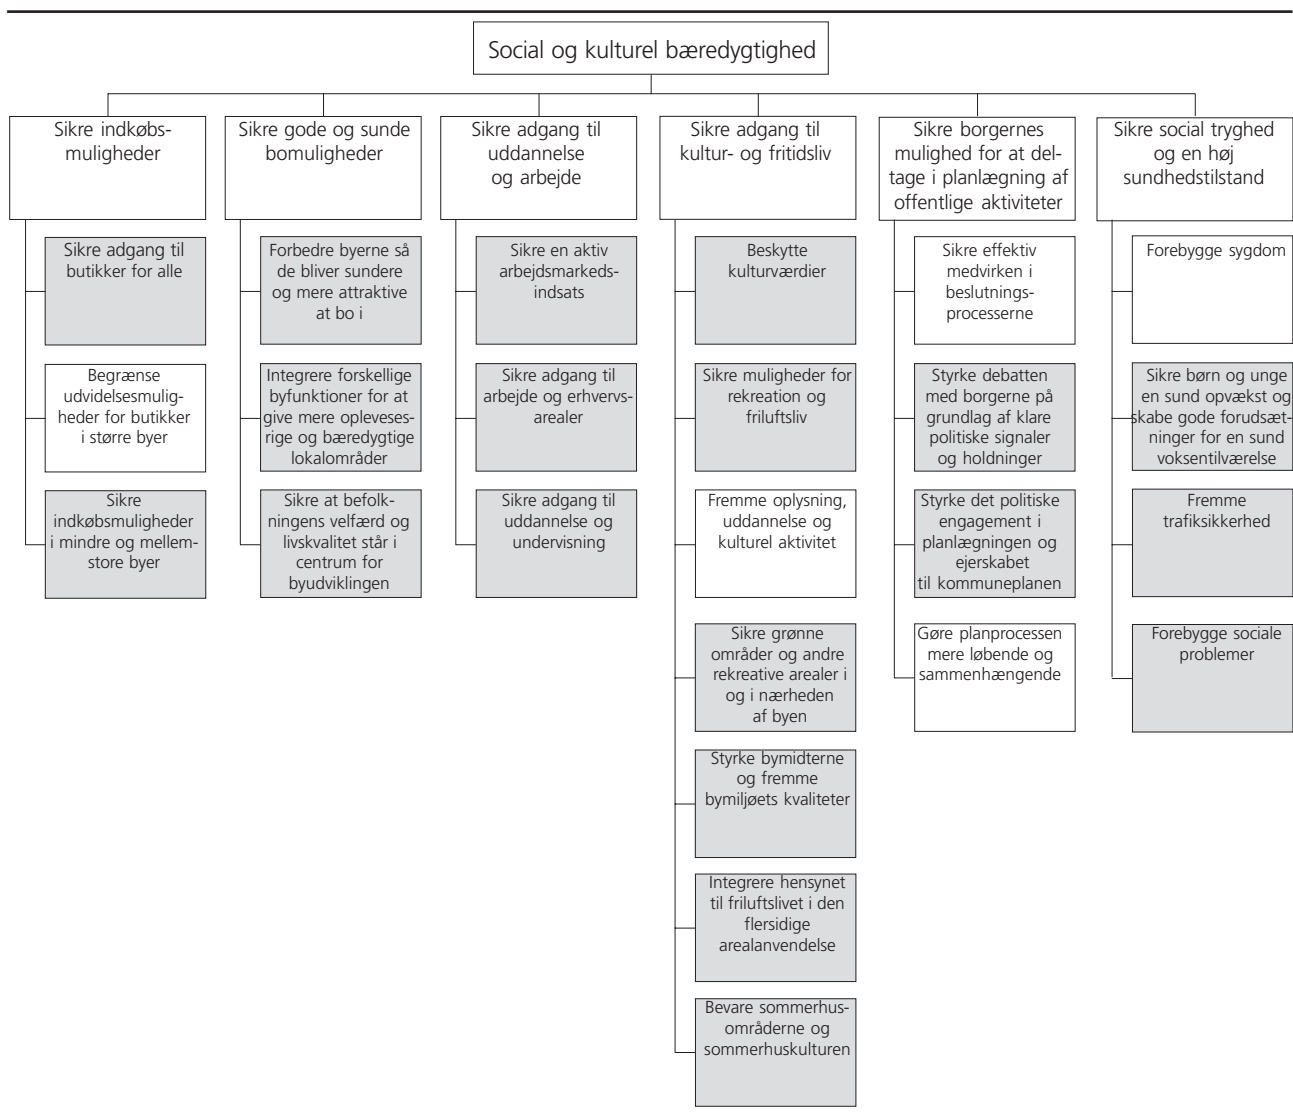 Social og kulturel bæredygtighed
Sikre indkøbs-
muligheder
Sikre adgang til
butikker for alle
Begrænse
udvidelsesmulig-
heder for butikker
i større byer
Sikre
indkøbsmuligheder
i mindre og mellem-
store byer
Sikre gode og sunde
bomuligheder
Forbedre byerne så
de bliver sundere
og mere attraktive
at bo i
Integrere forskellige
byfunktioner for at
give mere opleveses-
rige og bæredygtige
lokalområder
Sikre at befolk-
ningens velfærd og
livskvalitet står i
centrum for
byudviklingen
Sikre adgang til
uddannelse
og arbejde
Sikre en aktiv
arbejdsmarkeds-
indsats
Sikre adgang til
arbejde og erhvervs-
arealer
Sikre adgang til
uddannelse og
undervisning
Sikre adgang til
kultur- og fritidsliv
Beskytte
kulturværdier
Sikre muligheder for
rekreation og
friluftsliv
Fremme oplysning,
uddannelse og
kulturel aktivitet
Sikre grønne
områder og andre
rekreative arealer i
og i nærheden
af byen
Styrke bymidterne
og fremme
bymiljøets kvaliteter
Integrere hensynet
til friluftslivet i den
flersidige
arealanvendelse
Bevare sommerhus-
områderne og
sommerhuskulturen
Sikre borgernes
mulighed for at del-
tage i planlægning af
offentlige aktiviteter
Sikre effektiv
medvirken i
beslutnings-
processerne
Styrke debatten
med borgerne på
grundlag af klare
politiske signaler
og holdninger
Styrke det politiske
engagement i
planlægningen og
ejerskabet
til kommuneplanen
Gøre planprocessen
mere løbende og
sammenhængende
Sikre social tryghed
og en høj
sundhedstilstand
Forebygge sygdom
Sikre børn og unge
en sund opvækst og
skabe gode forudsæt-
ninger for en sund
voksentilværelse
Fremme
trafiksikkerhed
Forebygge sociale
problemer